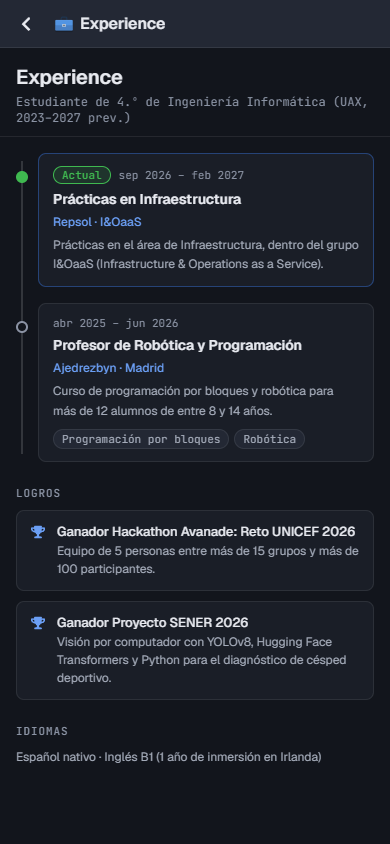 Experience
Experience
Estudiante de 4.º de Ingeniería Informática (UAX,
2023–2027 prev.)
Actual sep 2026 – feb 2027
Prácticas en Infraestructura
Repsol · I&OaaS
Prácticas en el área de Infraestructura, dentro del grupo
I&OaaS (Infrastructure & Operations as a Service).
abr 2025 – jun 2026
Profesor de Robótica y Programación
Ajedrezbyn · Madrid
Curso de programación por bloques y robótica para
más de 12 alumnos de entre 8 y 14 años.
Programación por bloques Robótica
LOGROS
Ganador Hackathon Avanade: Reto UNICEF 2026
Equipo de 5 personas entre más de 15 grupos y más de
100 participantes.
Ganador Proyecto SENER 2026
Visión por computador con YOLOv8, Hugging Face
Transformers y Python para el diagnóstico de césped
deportivo.
IDIOMAS
Español nativo · Inglés B1 (1 año de inmersión en Irlanda)